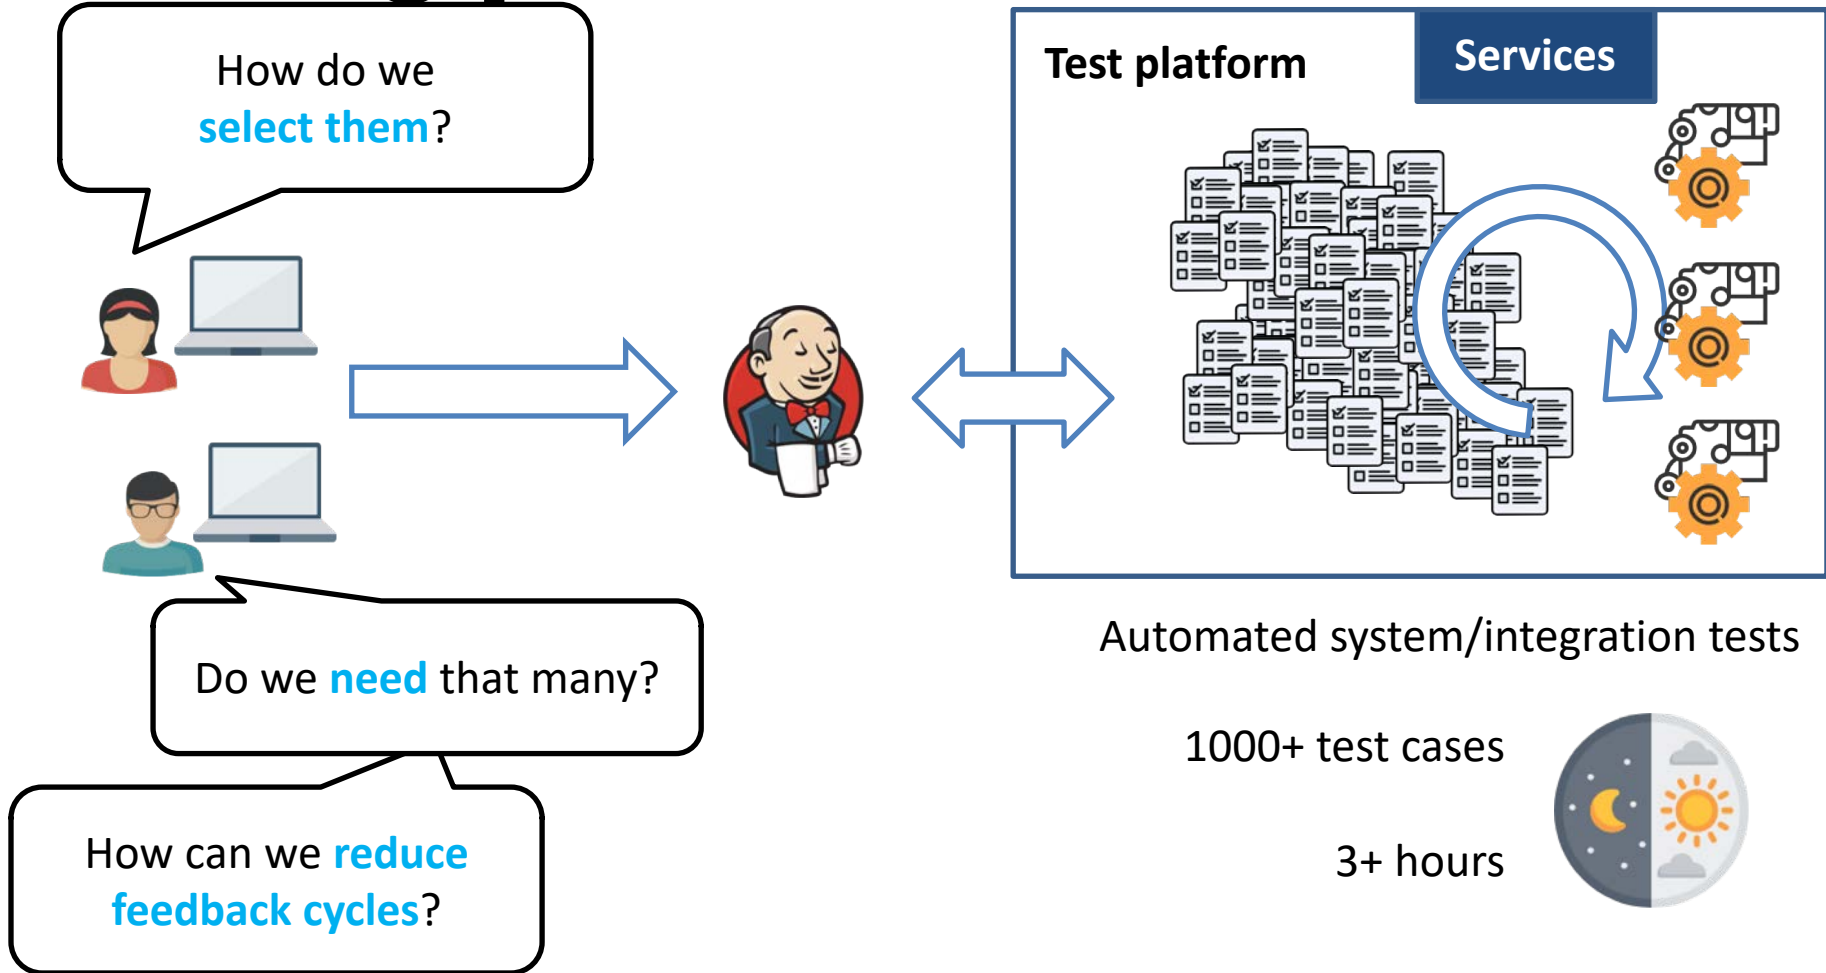 How do we
select them?
Test platform
Services
Do we need that many?
How can we reduce
feedback cycles?
Automated system/integration tests
1000+ test cases
3+ hours